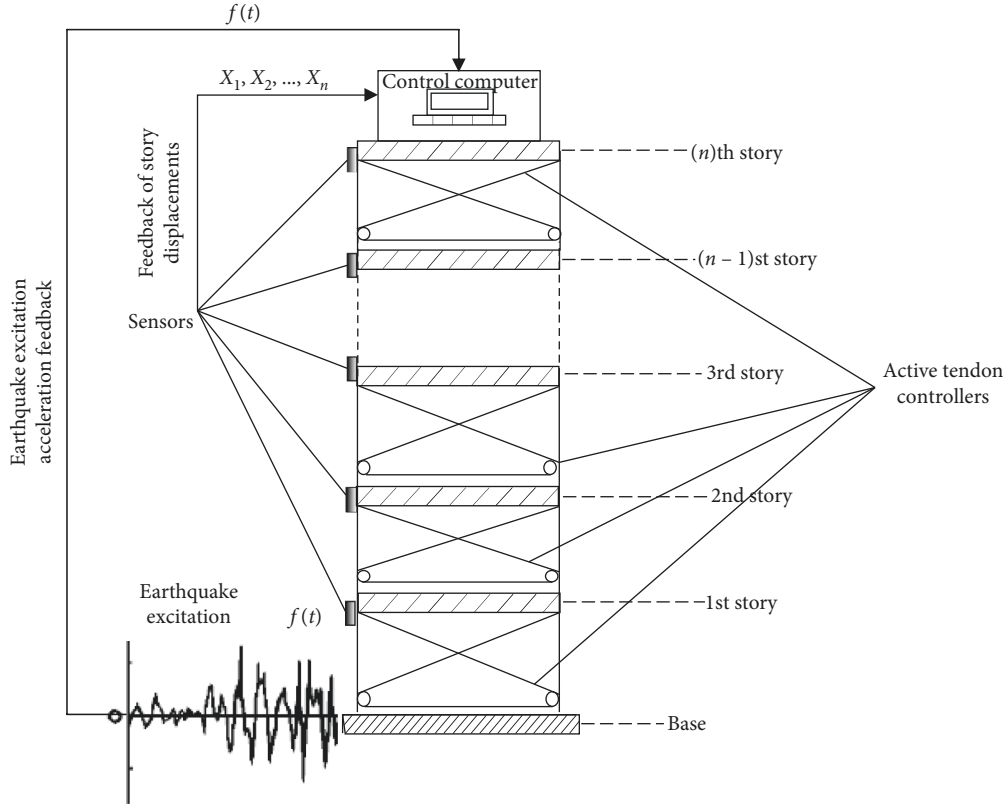 f (t)
X1, X2, ..., Xn
Control computer
(n)th story
Feedback of story
displacements
(n – 1)st story
Sensors
Earthquake excitation
acceleration feedback
3rd story
Active tendon
controllers
2nd story
Earthquake
excitation
f (t)
1st story
Base